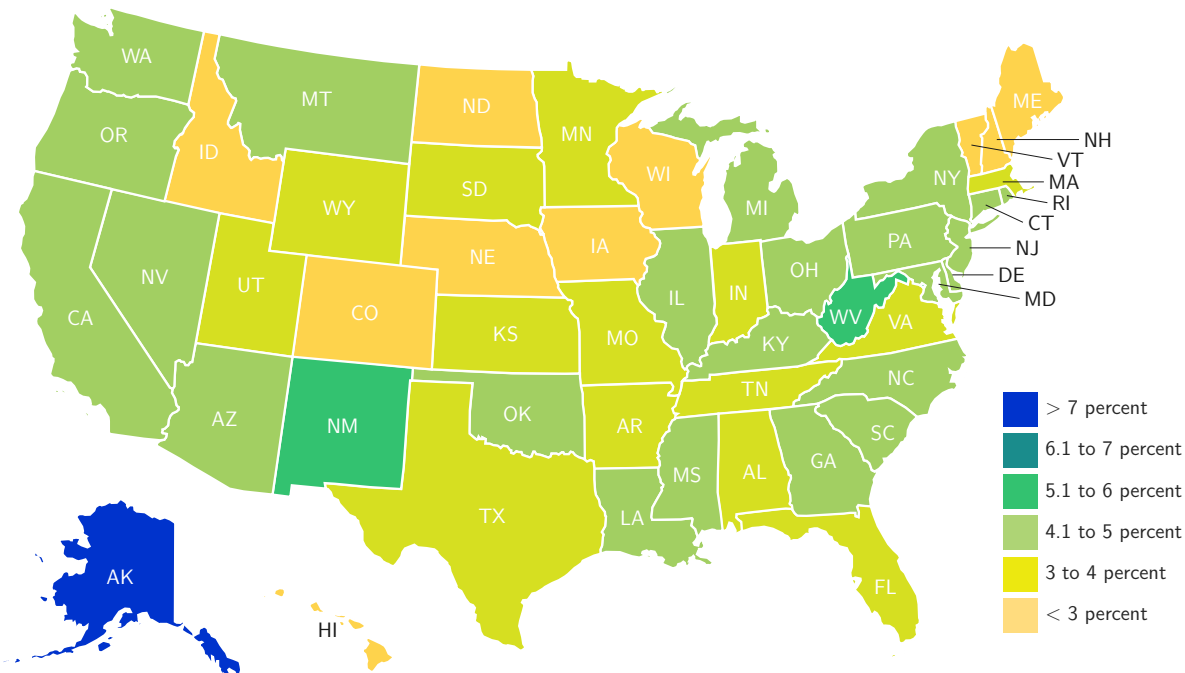 WA
MT
ND
MN
ME
OR
ID
WI
NH
VT
SD
NY
MA
WY
MI
RI
CT
NE
IA
PA
NJ
NV
UT
OH
DE
CO
IL
IN
MD
CA
KS
MO
WV
VA
KY
AZ
NM
OK
TN
NC
AR
SC
MS
AL
GA
TX
LA
FL
AK
HI
> 7 percent
6.1 to 7 percent
5.1 to 6 percent
4.1 to 5 percent
3 to 4 percent
< 3 percent